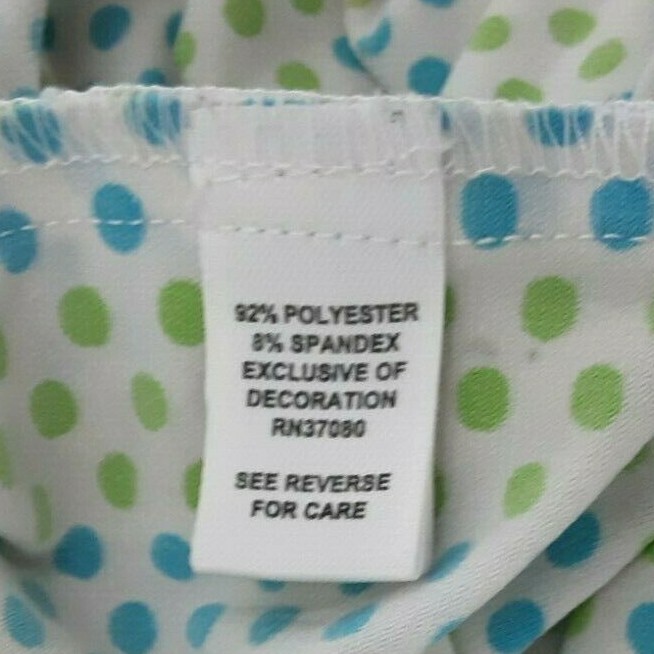 92% POLYESTER
8% SPANDEX
EXCLUSIVE OF
DECORATION
RN37080
SEE REVERSE
FOR CARE